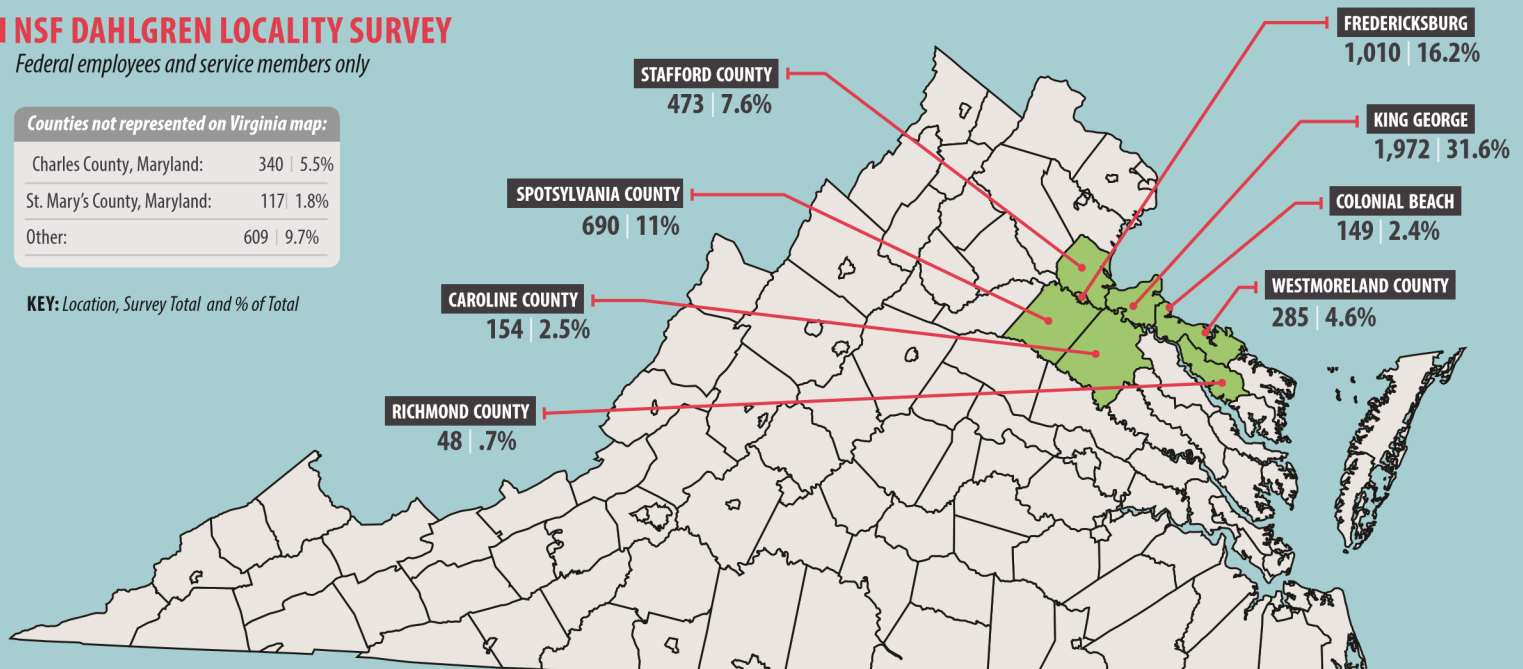 NSF DAHLGREN LOCALITY SURVEY
Federal employees and service members only
Counties not represented on Virginia map:
Charles County, Maryland: 340 | 5.5%
St. Mary's County, Maryland: 117 | 1.8%
Other: 609 | 9.7%
KEY: Location, Survey Total and % of Total
FREDERICKSBURG
1,010 | 16.2%
STAFFORD COUNTY
473 | 7.6%
KING GEORGE
1,972 | 31.6%
SPOTSYLVANIA COUNTY
690 | 11%
COLONIAL BEACH
149 | 2.4%
WESTMORELAND COUNTY
285 | 4.6%
CAROLINE COUNTY
154 | 2.5%
RICHMOND COUNTY
48 | .7%